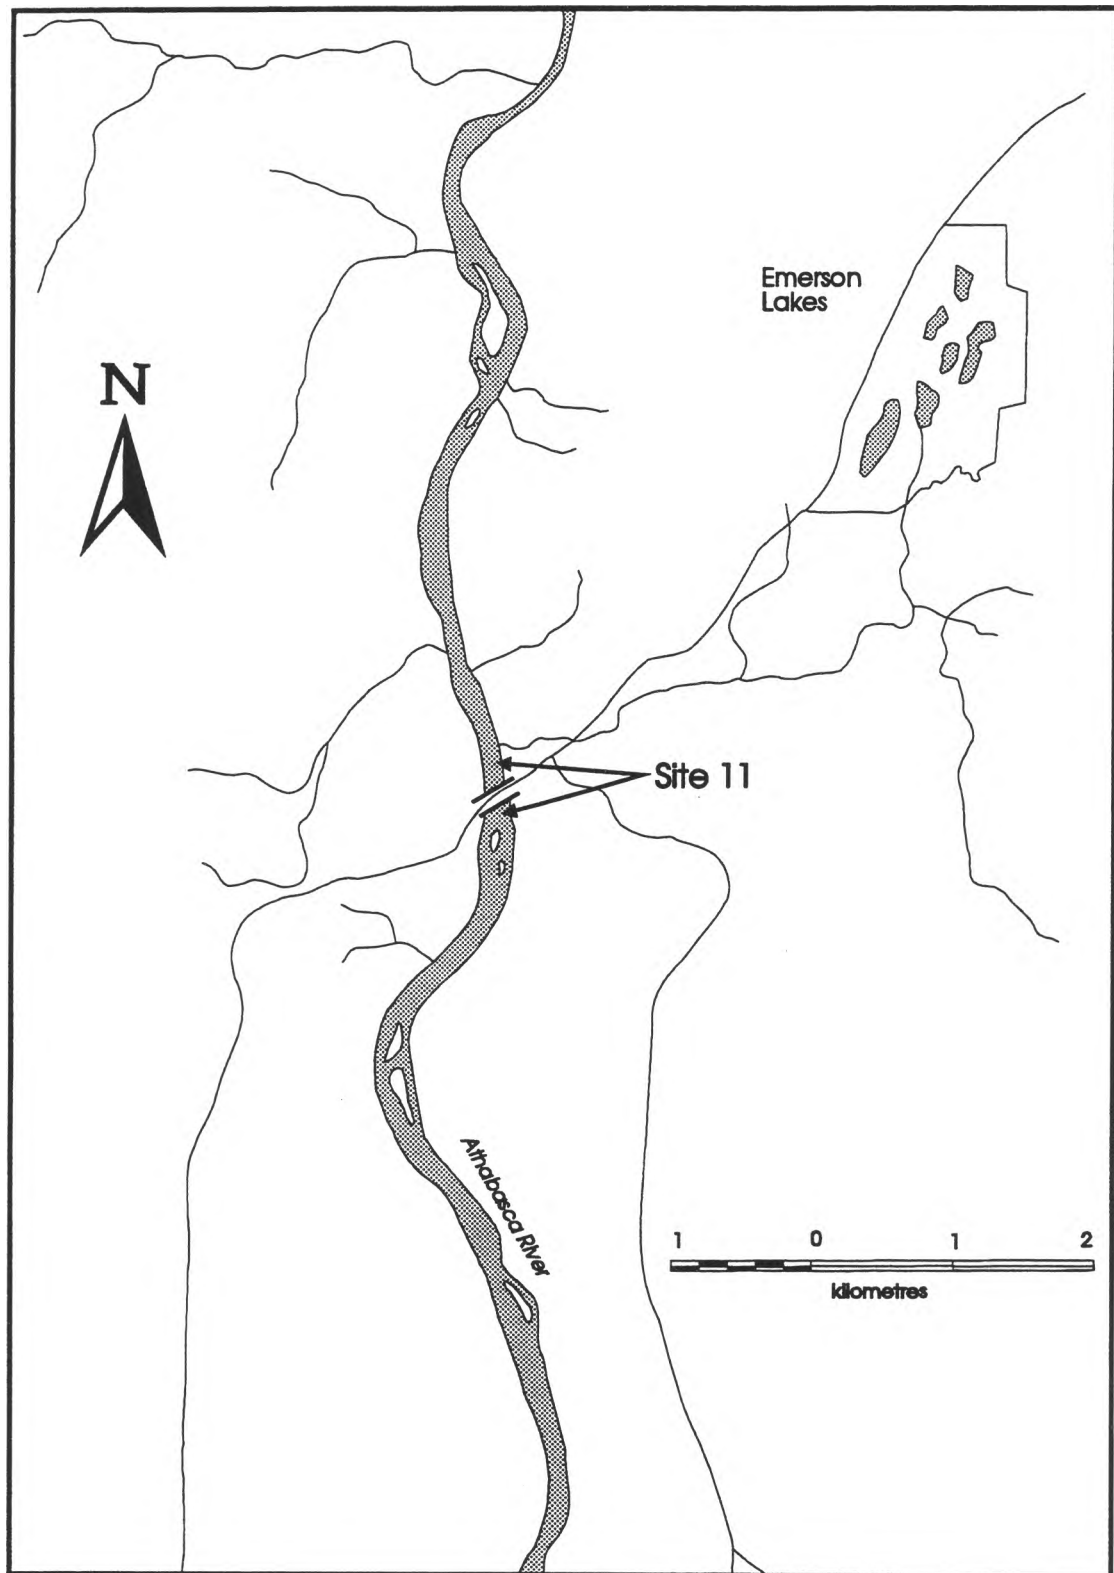 Emerson
Lakes
N
Site 11
Athabasca River
1 0 1 2
kilometres